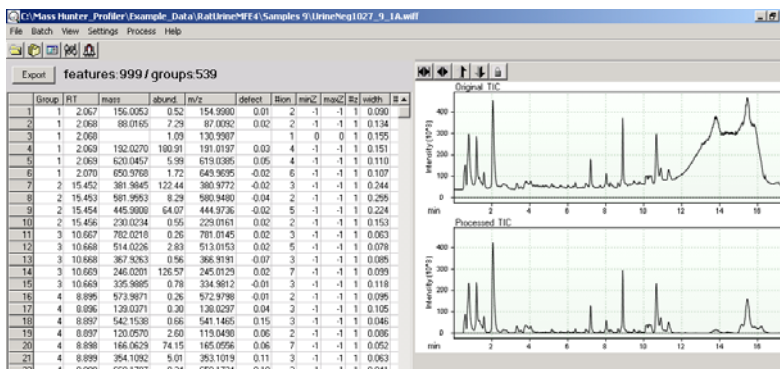 C:\Mass Hunter_Profiler\Example_Data\RatUrineMFE4\Samples 9\UrineNeg1027_9_1A.wiff
File Batch View Settings Process Help
Export features:999 / groups:539
Group RT mass abund. m/z defect #ion minZ maxZ #z width #
1 1 2.067 156.0053 0.52 154.9980 0.01 2 -1 -1 1 0.090
2 1 2.068 88.0165 7.29 87.0092 0.02 2 -1 -1 1 0.134
3 1 2.068 1.09 130.9987 1 0 0 1 0.155
4 1 2.069 192.0270 180.91 191.0197 0.03 4 -1 -1 1 0.151
5 1 2.069 620.0457 5.99 619.0385 0.05 4 -1 -1 1 0.110
6 1 2.070 650.9768 1.72 649.9695 -0.02 6 -1 -1 1 0.107
7 2 15.452 381.9845 122.44 380.9772 -0.02 3 -1 -1 1 0.244
8 2 15.453 581.9553 8.29 580.9480 -0.04 2 -1 -1 1 0.255
9 2 15.454 445.9808 64.07 444.9736 -0.02 5 -1 -1 1 0.224
10 2 15.456 230.0234 0.55 229.0161 0.02 2 -1 -1 1 0.153
11 3 10.667 782.0218 0.26 781.0145 0.02 3 -1 -1 1 0.063
12 3 10.668 514.0226 2.83 513.0153 0.02 5 -1 -1 1 0.078
13 3 10.668 367.9263 0.56 366.9191 -0.07 3 -1 -1 1 0.085
14 3 10.669 246.0201 126.57 245.0129 0.02 7 -1 -1 1 0.099
15 3 10.669 335.9885 0.78 334.9812 -0.01 3 -1 -1 1 0.118
16 4 8.895 573.9871 0.26 572.9798 -0.01 2 -1 -1 1 0.095
17 4 8.896 139.0371 0.30 138.0297 0.04 3 -1 -1 1 0.105
18 4 8.897 542.1538 0.66 541.1465 0.15 3 -1 -1 1 0.046
19 4 8.897 120.0570 2.60 119.0498 0.06 2 -1 -1 1 0.086
20 4 8.898 166.0629 74.15 165.0556 0.06 7 -1 -1 1 0.052
21 4 8.899 354.1092 5.01 353.1019 0.11 3 -1 -1 1 0.063
Original TIC
Intensity (10^3)
400
300
200
100
0
min 2 4 6 8 10 12 14 16
Processed TIC
Intensity (10^3)
400
300
200
100
0
min 2 4 6 8 10 12 14 16